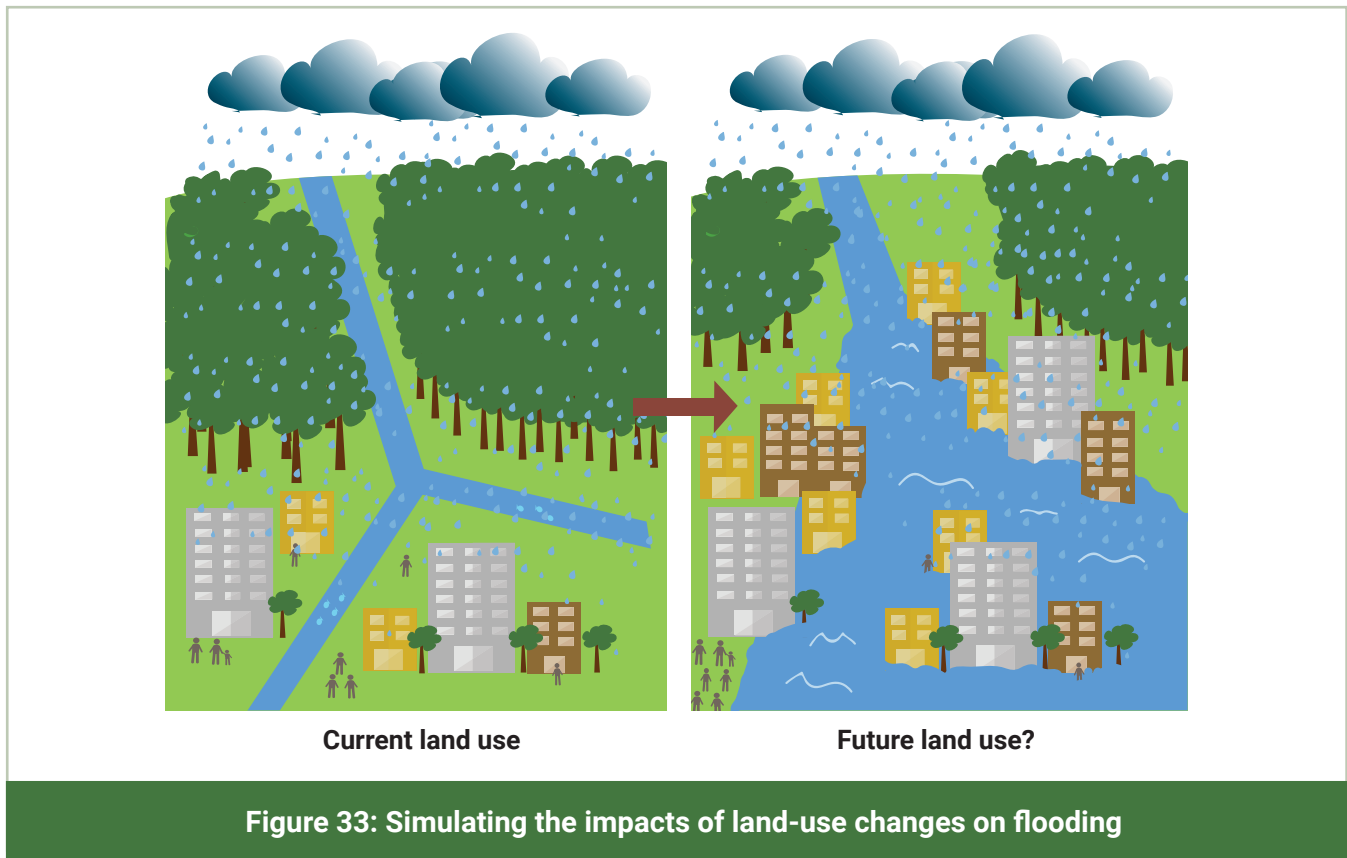 Current land use
Future land use?
Figure 33: Simulating the impacts of land-use changes on flooding